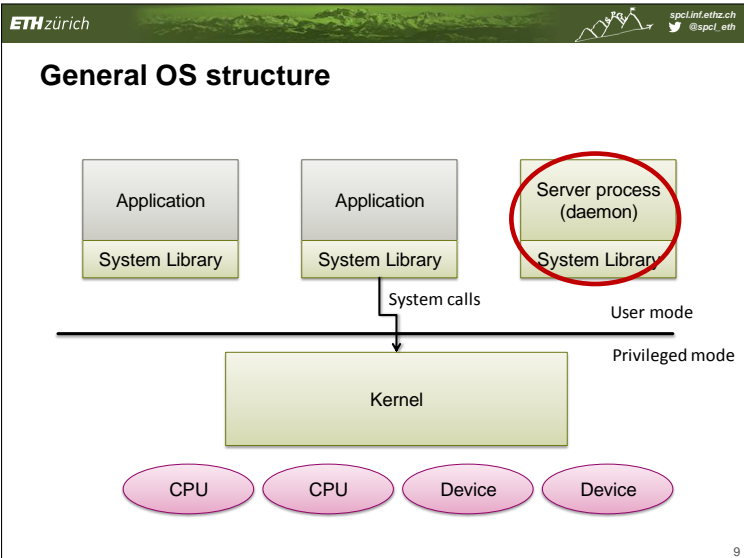 ETH zürich
spcl.inf.ethz.ch
@spcl_eth
General OS structure
Application
System Library
Application
System Library
Server process
(daemon)
System Library
System calls
User mode
Privileged mode
Kernel
CPU
CPU
Device
Device
9